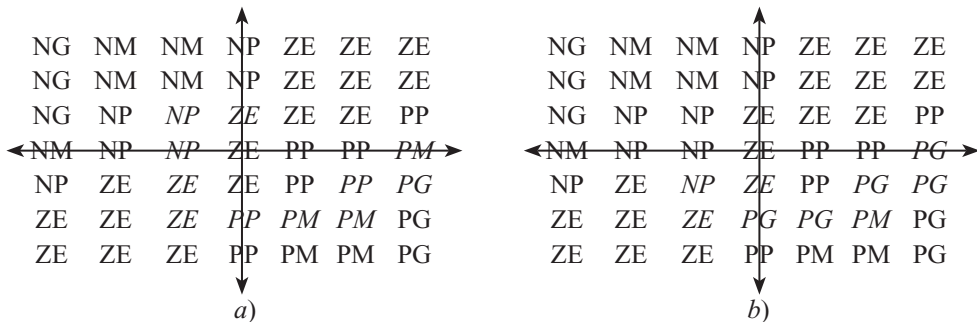 NG NM NM NP ZE ZE ZE
NG NM NM NP ZE ZE ZE
NG NP NP ZE ZE ZE PP
NM NP NP ZE PP PP PM
NP ZE ZE ZE PP PP PG
ZE ZE ZE PP PM PM PG
ZE ZE ZE PP PM PM PG
a)
NG NM NM NP ZE ZE ZE
NG NM NM NP ZE ZE ZE
NG NP NP ZE ZE ZE PP
NM NP NP ZE PP PP PG
NP ZE NP ZE PP PG PG
ZE ZE ZE PG PG PM PG
ZE ZE ZE PP PM PM PG
b)